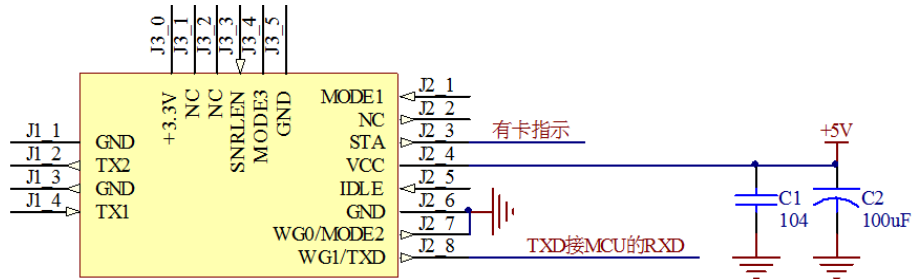 J3_0
J3_1
J3_2
J3_3
J3_4
J3_5
+3.3V
NC
NC
SNRLEN
MODE3
GND
J1_1 GND
J1_2 TX2
J1_3 GND
J1_4 TX1
MODE1 J2_1
NC J2_2
STA J2_3 有卡指示
VCC J2_4
IDLE J2_5
GND J2_6
WG0/MODE2 J2_7
WG1/TXD J2_8 TXD接MCU的RXD
+5V
C1
104
C2
100uF